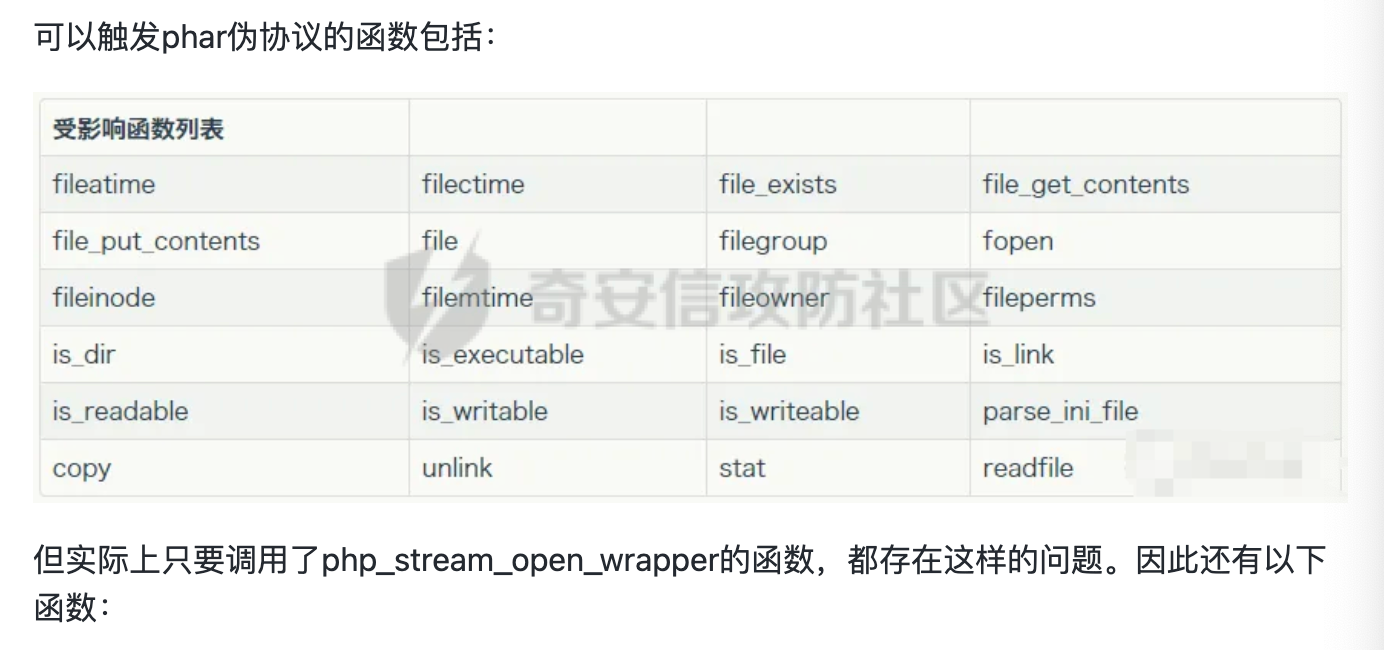 可以触发phar伪协议的函数包括：
受影响函数列表
fileatime filectime file_exists file_get_contents
file_put_contents file filegroup fopen
fileinode filemtime fileowner fileperms
奇安信攻防社区
is_dir is_executable is_file is_link
is_readable is_writable is_writeable parse_ini_file
copy unlink stat readfile
但实际上只要调用了php_stream_open_wrapper的函数，都存在这样的问题。因此还有以下
函数：